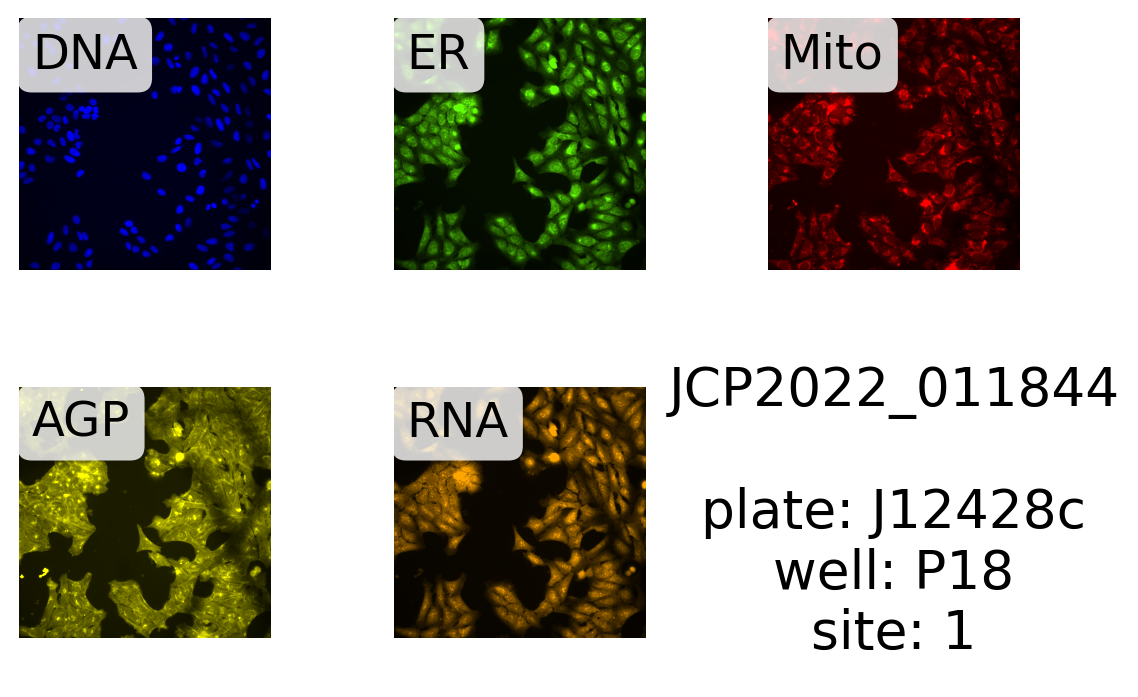 DNA
ER
Mito
AGP
RNA
JCP2022_011844
plate: J12428c
well: P18
site: 1